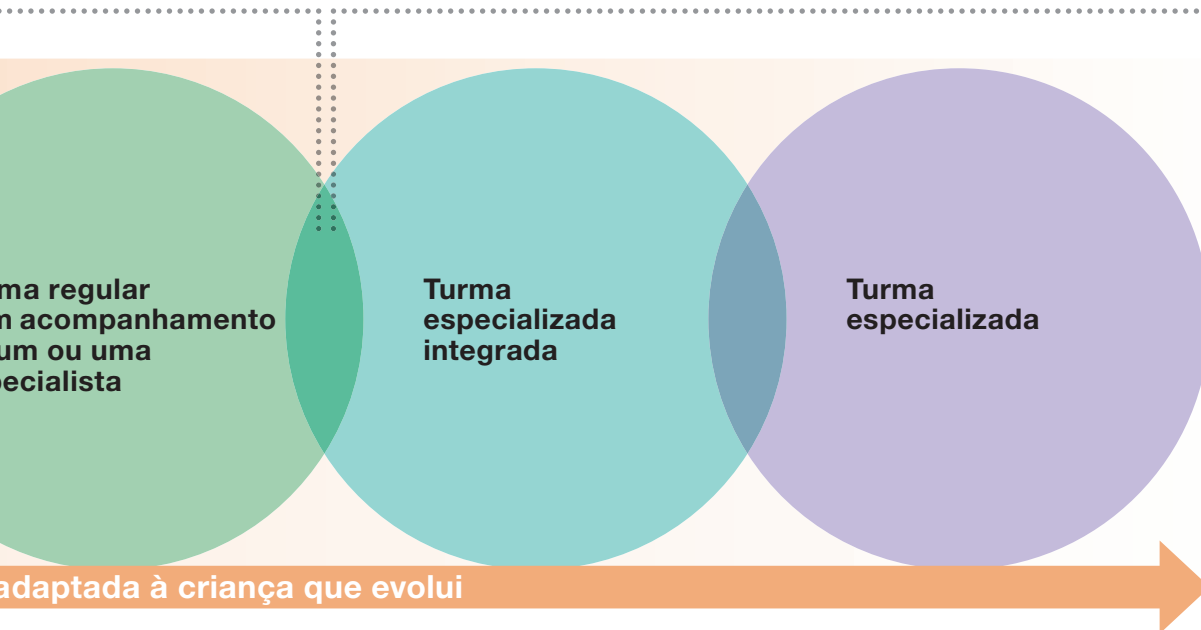 ma regular
m acompanhamento
um ou uma
pecialista
Turma
especializada
integrada
Turma
especializada
adaptada à criança que evolui